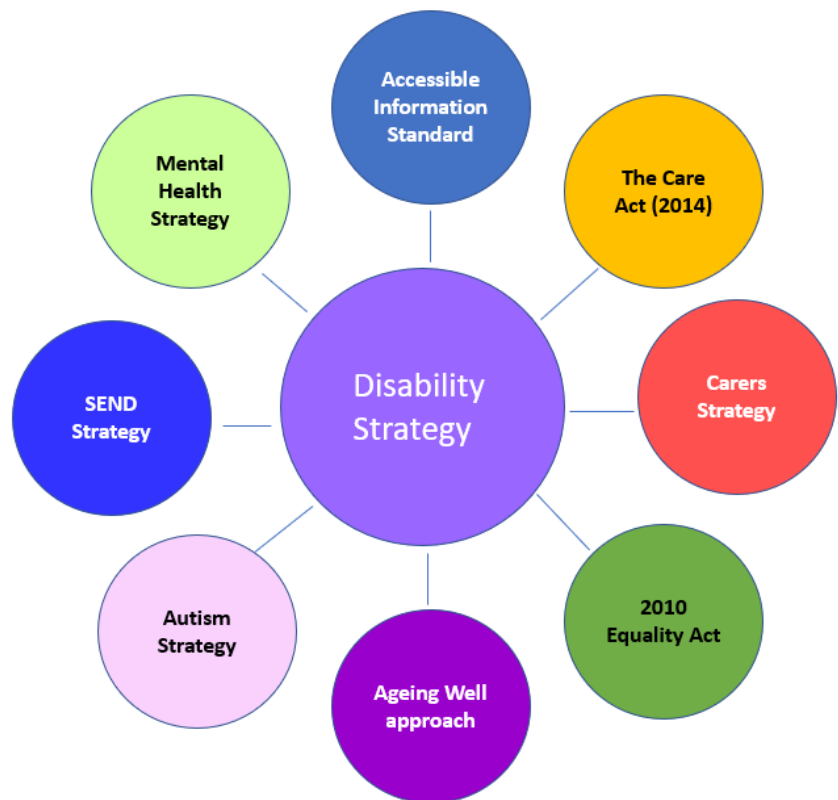 Accessible
Information
Standard
Mental
Health
Strategy
The Care
Act (2014)
Disability
Strategy
SEND
Strategy
Carers
Strategy
Autism
Strategy
2010
Equality Act
Ageing Well
approach